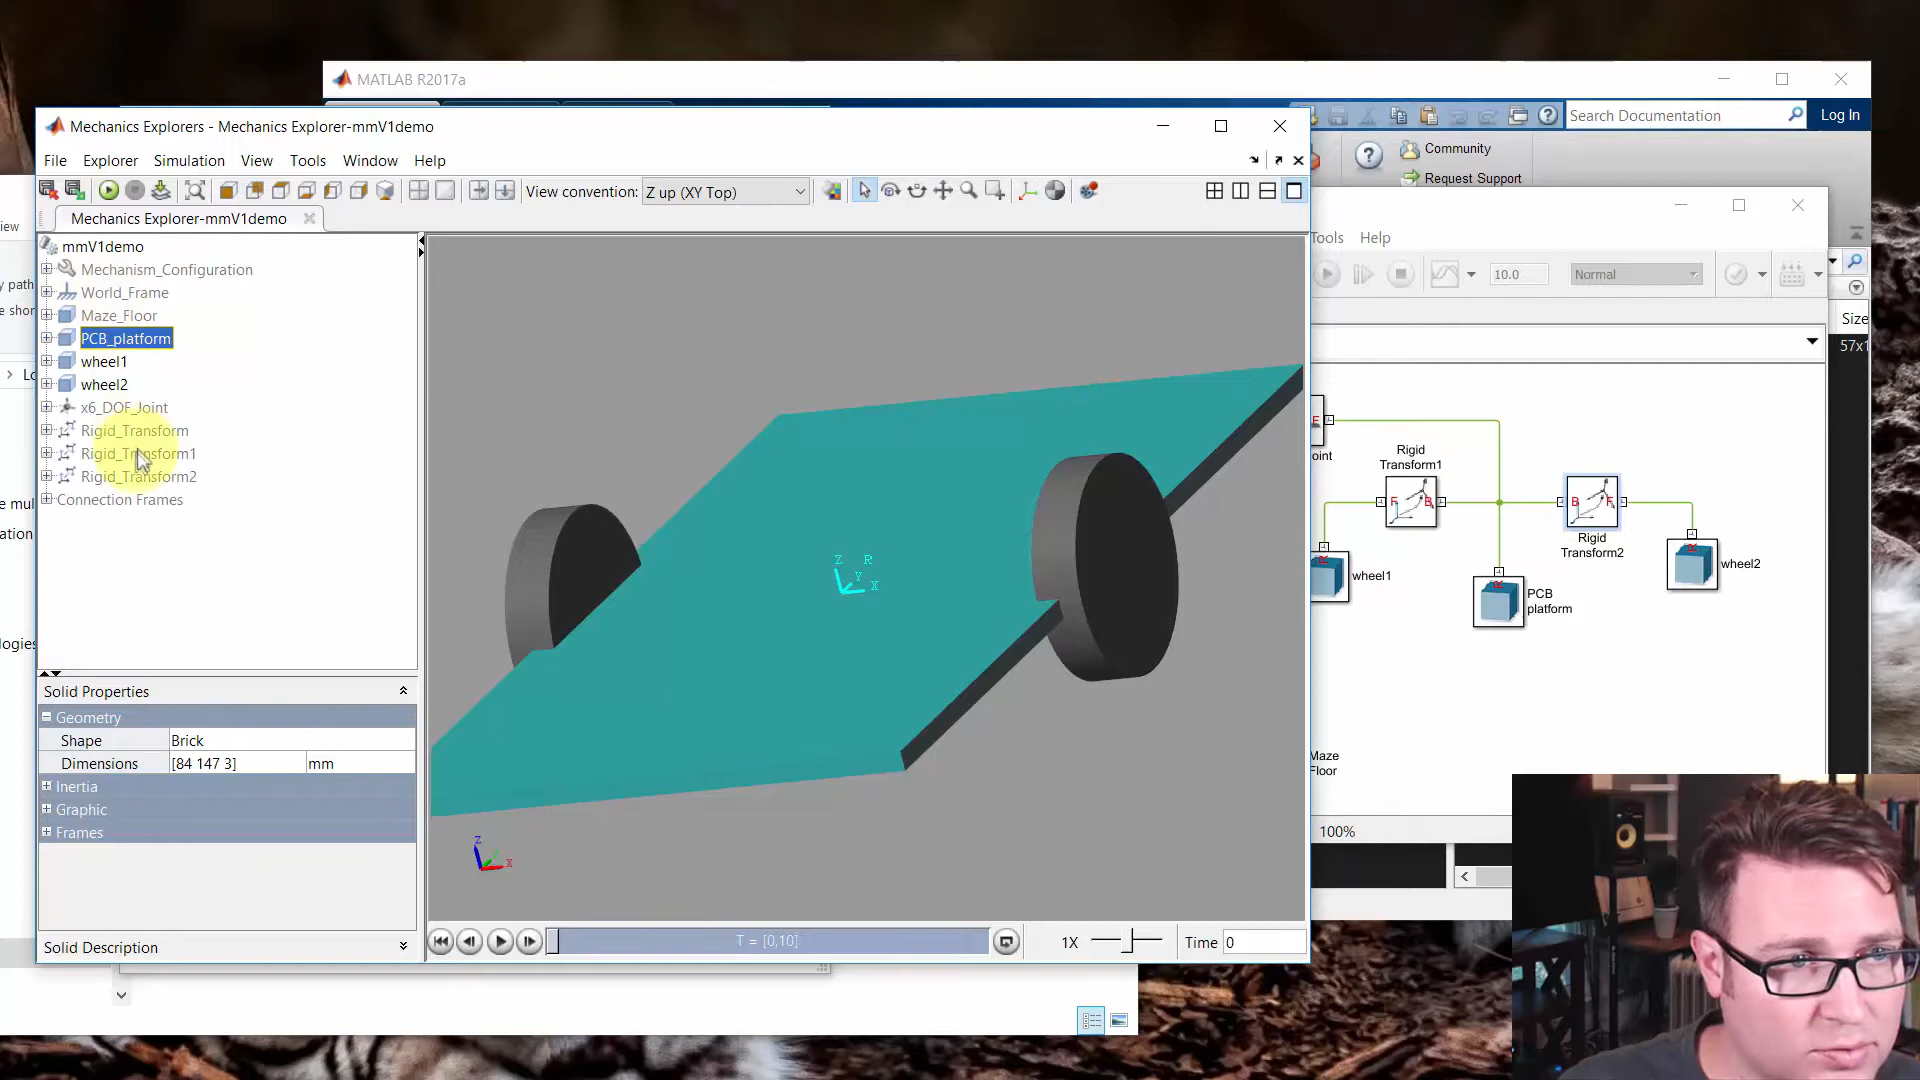 MATLAB R2017a
Mechanics Explorers - Mechanics Explorer-mmV1demo
Search Documentation
Log In
File Explorer Simulation View Tools Window Help
Community
Request Support
View convention: Z up (XY Top)
Mechanics Explorer-mmV1demo
Tools Help
10.0
Normal
mmV1demo
Mechanism_Configuration
World_Frame
Maze_Floor
PCB_platform
wheel1
wheel2
x6_DOF_Joint
Rigid_Transform
Rigid_Transform1
Rigid_Transform2
Connection Frames
Size
57x1
Z R
Y
X
Z
X
Rigid
Transform1
F B
B F
Rigid
Transform2
R
wheel1
R
PCB
platform
R
wheel2
Maze
Floor
100%
Solid Properties
Geometry
Shape Brick
Dimensions [84 147 3] mm
Inertia
Graphic
Frames
Solid Description
T = [0,10]
1X
Time 0